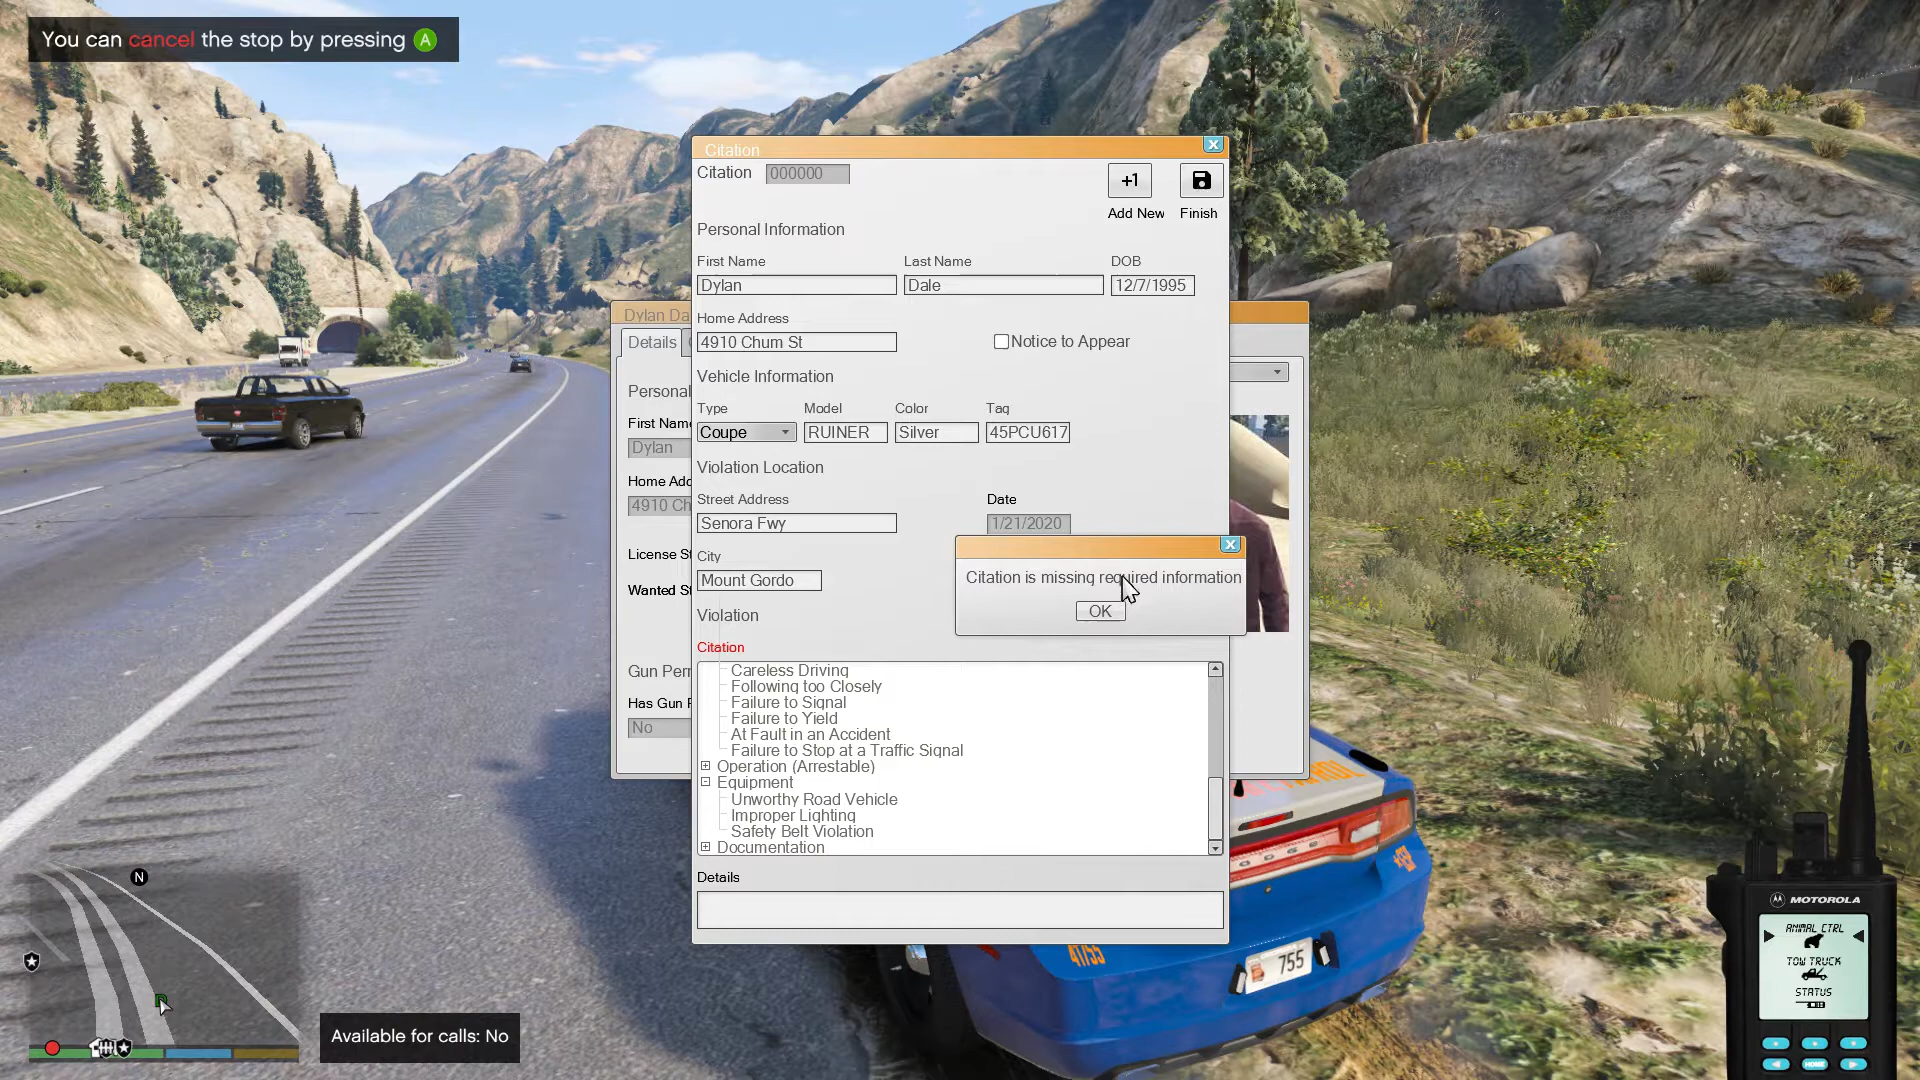 You can cancel the stop by pressing A
Citation
Citation 000000
+1
Add New Finish
Personal Information
First Name Last Name DOB
Dylan Dale 12/7/1995
Home Address
4910 Chum St
Notice to Appear
Vehicle Information
Type Model Color Tag
Coupe RUINER Silver 45PCU617
Violation Location
Street Address Date
Senora Fwy 1/21/2020
City
Mount Gordo
Violation
Citation
Careless Driving
Following too Closely
Failure to Signal
Failure to Yield
At Fault in an Accident
Failure to Stop at a Traffic Signal
Operation (Arrestable)
Equipment
Unworthy Road Vehicle
Improper Lighting
Safety Belt Violation
Documentation
Details
Citation is missing required information
OK
Dylan Da
Details
Personal
First Name
Dylan
Home Add
4910 Ch
License St
Wanted St
Gun Perm
Has Gun P
No
N
Available for calls: No
DODGE
41755
755
MOTOROLA
ANIMAL CTRL
TOW TRUCK
STATUS
HOME